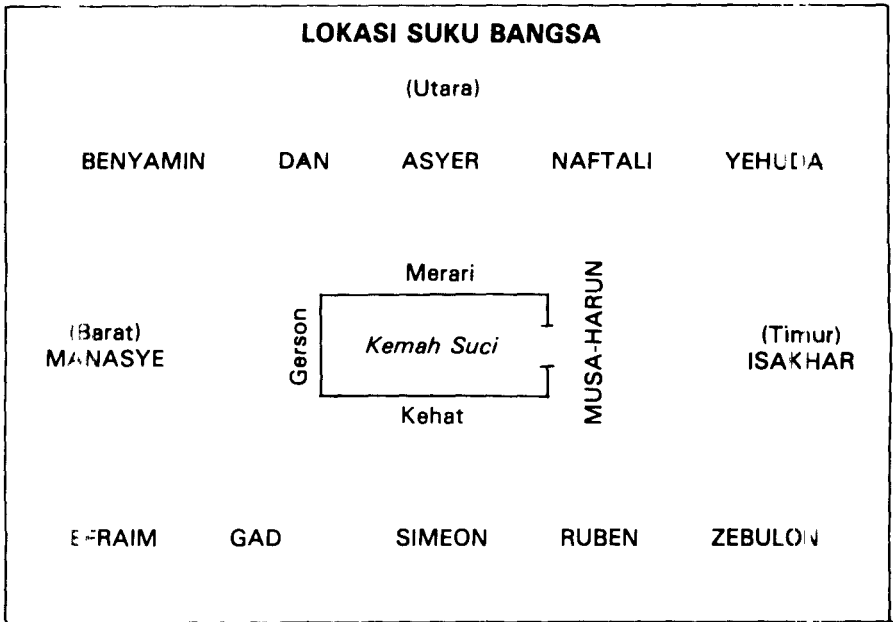 LOKASI SUKU BANGSA
(Utara)
BENYAMIN DAN ASYER NAFTALI YEHUDA
Merari
(Barat)
MANASYE
Gerson
Kemah Suci
MUSA-HARUN
(Timur)
ISAKHAR
Kehat
EFRAIM GAD SIMEON RUBEN ZEBULON